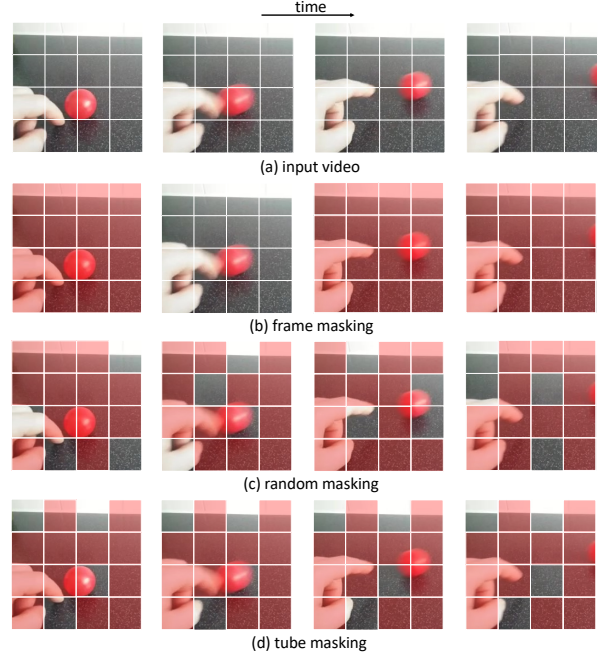 time
(a) input video
(b) frame masking
(c) random masking
(d) tube masking